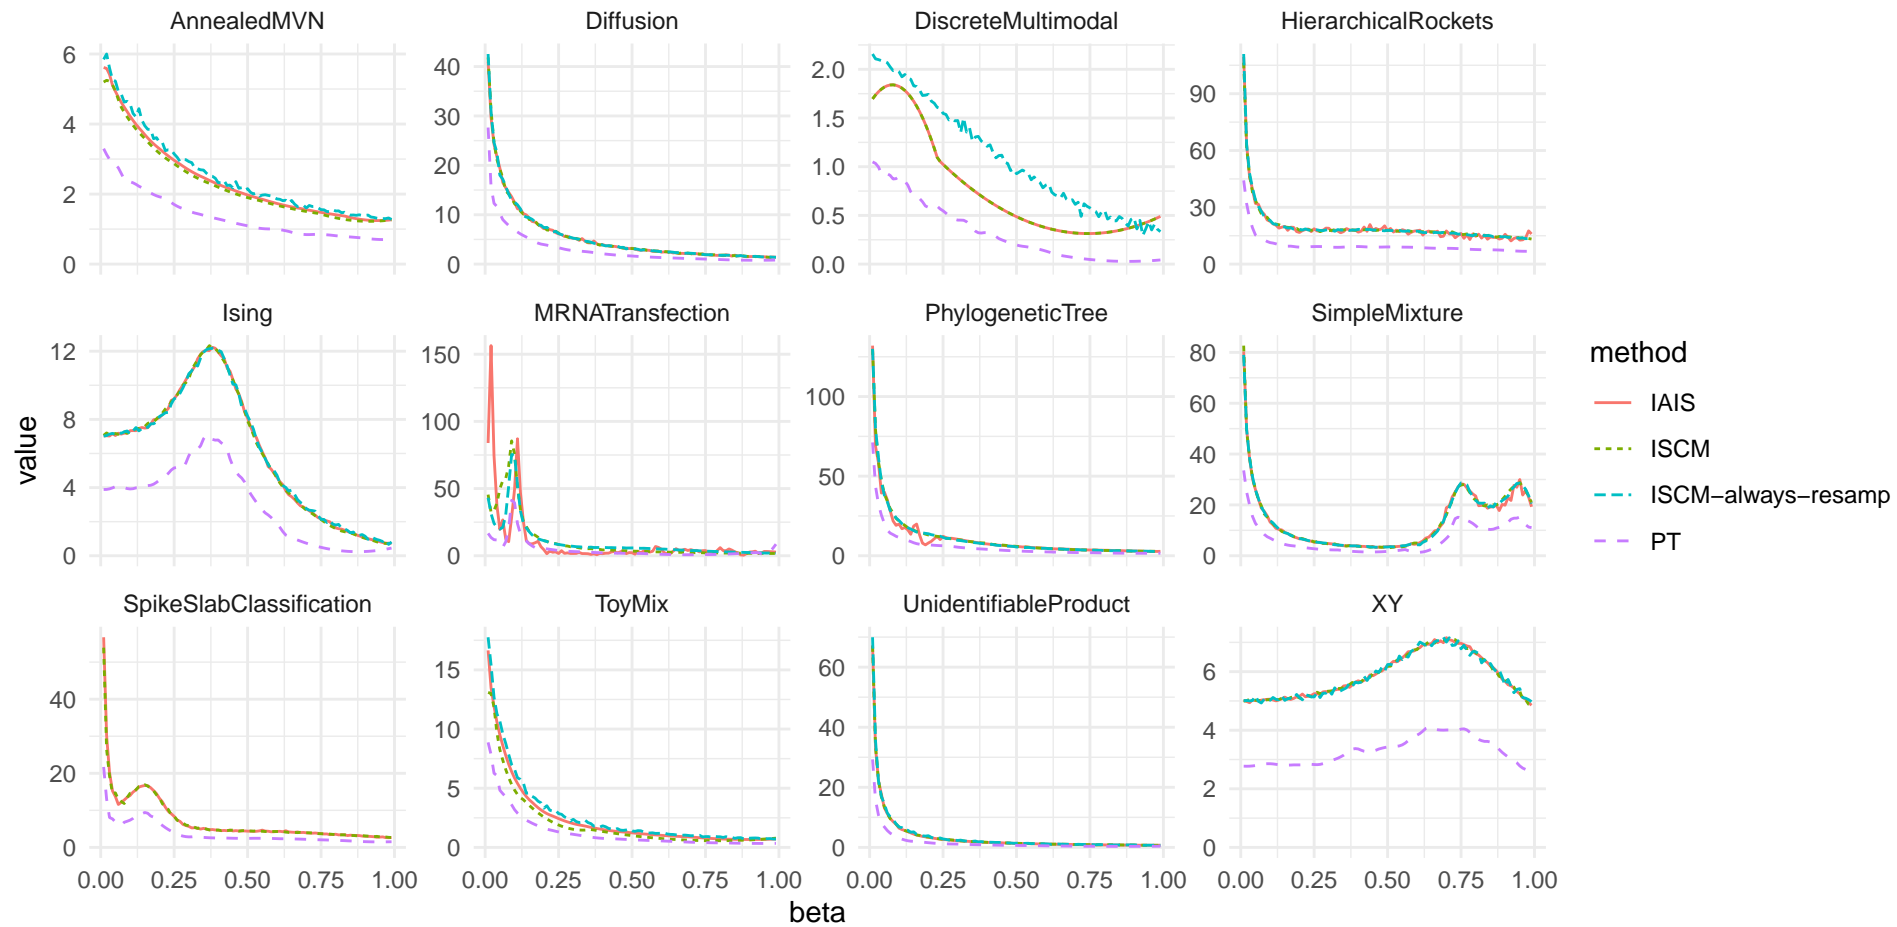 AnnealedMVN
Diffusion
DiscreteMultimodal
HierarchicalRockets
6
4
2
0
40
30
20
10
0
2.0
1.5
1.0
0.5
0.0
90
60
30
0
Ising
MRNATransfection
PhylogeneticTree
SimpleMixture
12
8
4
0
150
100
50
0
100
50
0
80
60
40
20
0
SpikeSlabClassification
ToyMix
UnidentifiableProduct
XY
40
20
0
15
10
5
0
60
40
20
0
6
4
2
0
0.00 0.25 0.50 0.75 1.00
0.00 0.25 0.50 0.75 1.00
0.00 0.25 0.50 0.75 1.00
0.00 0.25 0.50 0.75 1.00
beta
value
method
IAIS
ISCM
ISCM−always−resamp
PT